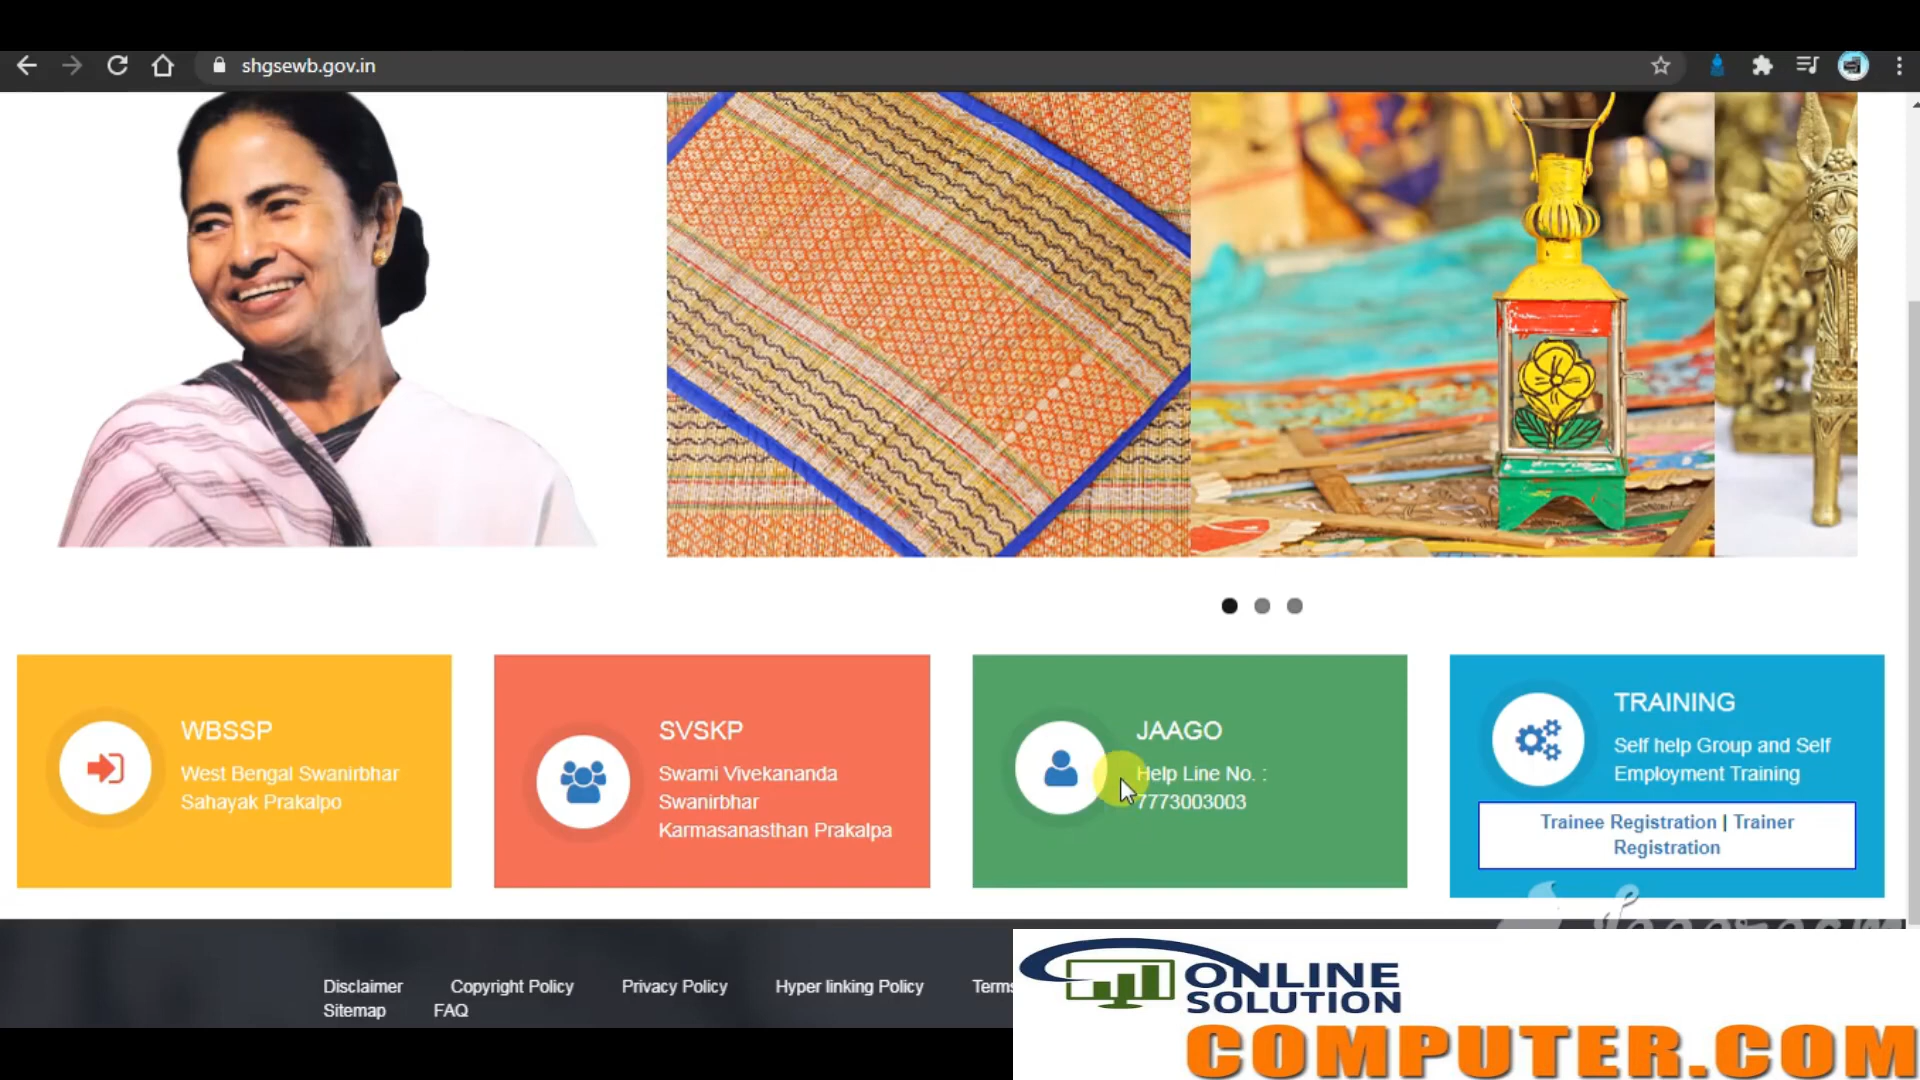 shgsewb.gov.in
WBSSP
West Bengal Swanirbhar
Sahayak Prakalpo
SVSKP
Swami Vivekananda
Swanirbhar
Karmasanasthan Prakalpa
JAAGO
Help Line No. :
7773003003
TRAINING
Self help Group and Self
Employment Training
Trainee Registration | Trainer
Registration
Disclaimer Copyright Policy Privacy Policy Hyper linking Policy Terms
Sitemap FAQ
ONLINE
SOLUTION
COMPUTER.COM